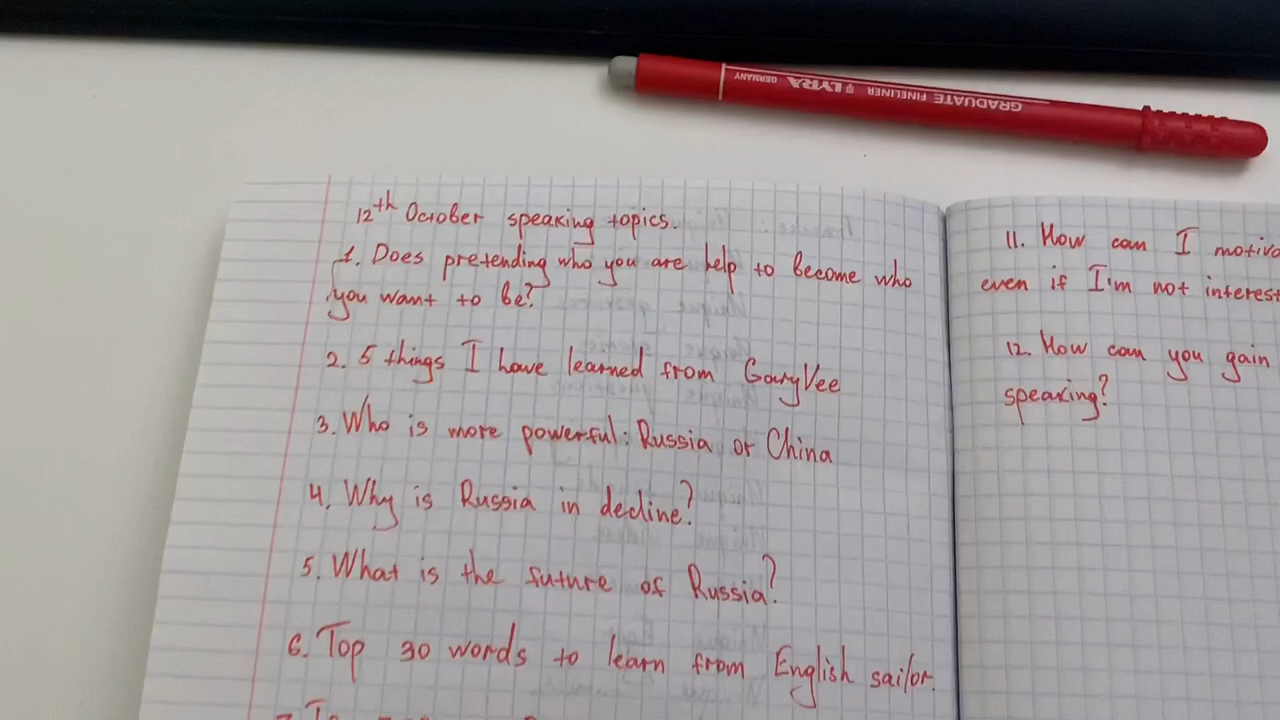 GRADUATE FINELINER LYRA GERMANY
12th October speaking topics.
1. Does pretending who you are help to become who
you want to be?
2. 5 things I have learned from GaryVee
3. Who is more powerful: Russia or China
4. Why is Russia in decline?
5. What is the future of Russia?
6. Top 30 words to learn from English sailor.
11. How can I
even if I'm not
12. How can you gain
speaking?